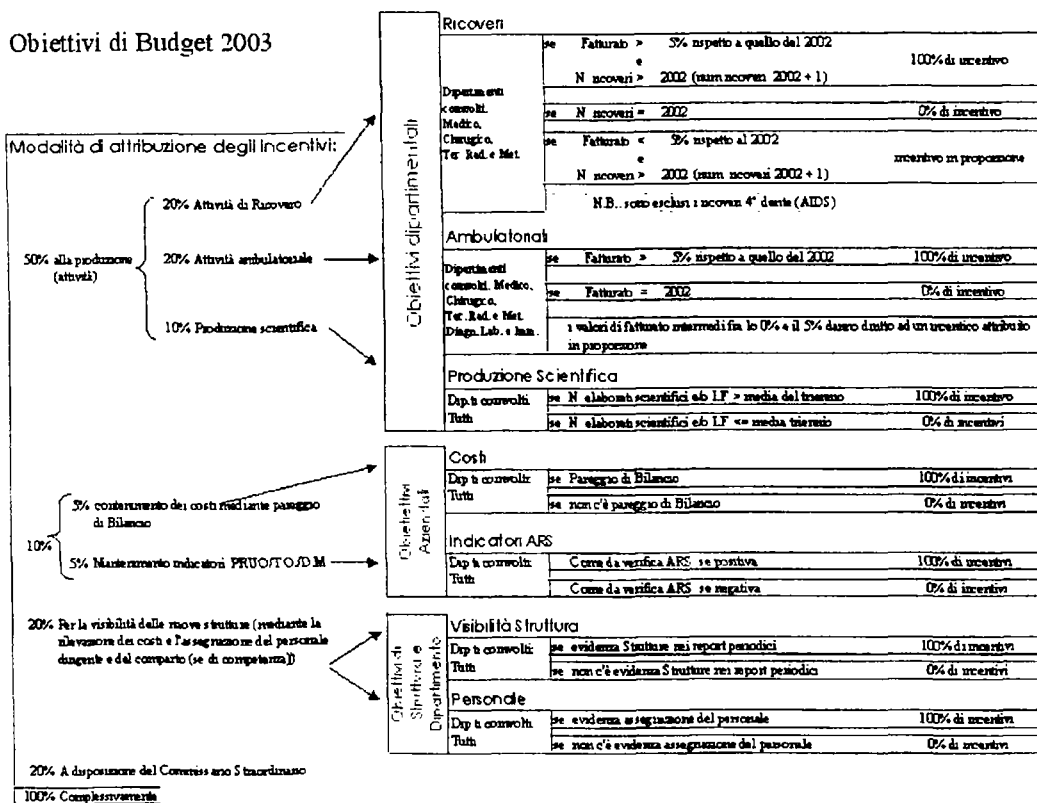 Obiettivi di Budget 2003
Modalità di attribuzione degli Incentivi:
50% alla produzione
(attività)
20% Attività di Ricovero
20% Attività ambulatoriale
10% Produzione scientifica
10%
5% contenimento dei costi mediante pareggio
di Bilancio
5% Mantenimento indicatori PRUO/TO/DM
20% Per la visibilità delle nuove strutture (mediante la
rilevazione dei costi e l'assegnazione del personale
dirigente e del comparto (se di competenza))
20% A disposizione del Commissario Straordinario
100% Complessivamente
Obiettivi dipartimentali
Ricoveri
Dipartimenti
coinvolti.
Medico,
Chirurgico,
Ter. Rad. e Met.
se Fatturato > 5% rispetto a quello del 2002
e
N ricoveri > 2002 (num ricoveri 2002 + 1)
100% di incentivo
se N ricoveri = 2002 0% di incentivo
se Fatturato < 5% rispetto al 2002
e
N ricoveri > 2002 (num. ricoveri 2002 + 1)
incentivo in proporzione
N.B.. sono esclusi i ricoveri 4° dente (AIDS)
Ambulatoriali
Dipartimenti
coinvolti. Medico,
Chirurgico,
Ter. Rad. e Met.
Diagn. Lab. e Imm.
se Fatturato > 5% rispetto a quello del 2002 100% di incentivo
se Fatturato = 2002 0% di incentivo
i valori di fatturato intermedi fra lo 0% e il 5% danno diritto ad un incentivo attribuito
in proporzione
Produzione Scientifica
Dip.ti coinvolti.
Tutti
se N elaborati scientifici e/o I.F > media del triennio 100% di incentivo
se N elaborati scientifici e/o I.F <= media triennio 0% di incentivi
Obietettivi
Aziendali
Costi
Dip ti coinvolti:
Tutti
se Pareggio di Bilancio 100% di incentivi
se non c'è pareggio di Bilancio 0% di incentivi
Indicatori ARS
Dip ti coinvolti:
Tutti
Come da verifica ARS se positiva 100% di incentivi
Come da verifica ARS se negativa 0% di incentivi
Obiettivi di
Struttura e
Dipartimento
Visibilità Struttura
Dip ti coinvolti:
Tutti
se evidenza Strutture nei report periodici 100% di incentivi
se non c'è evidenza Strutture nei report periodici 0% di incentivi
Personale
Dip ti coinvolti:
Tutti
se evidenza assegnazione del personale 100% di incentivi
se non c'è evidenza assegnazione del personale 0% di incentivi